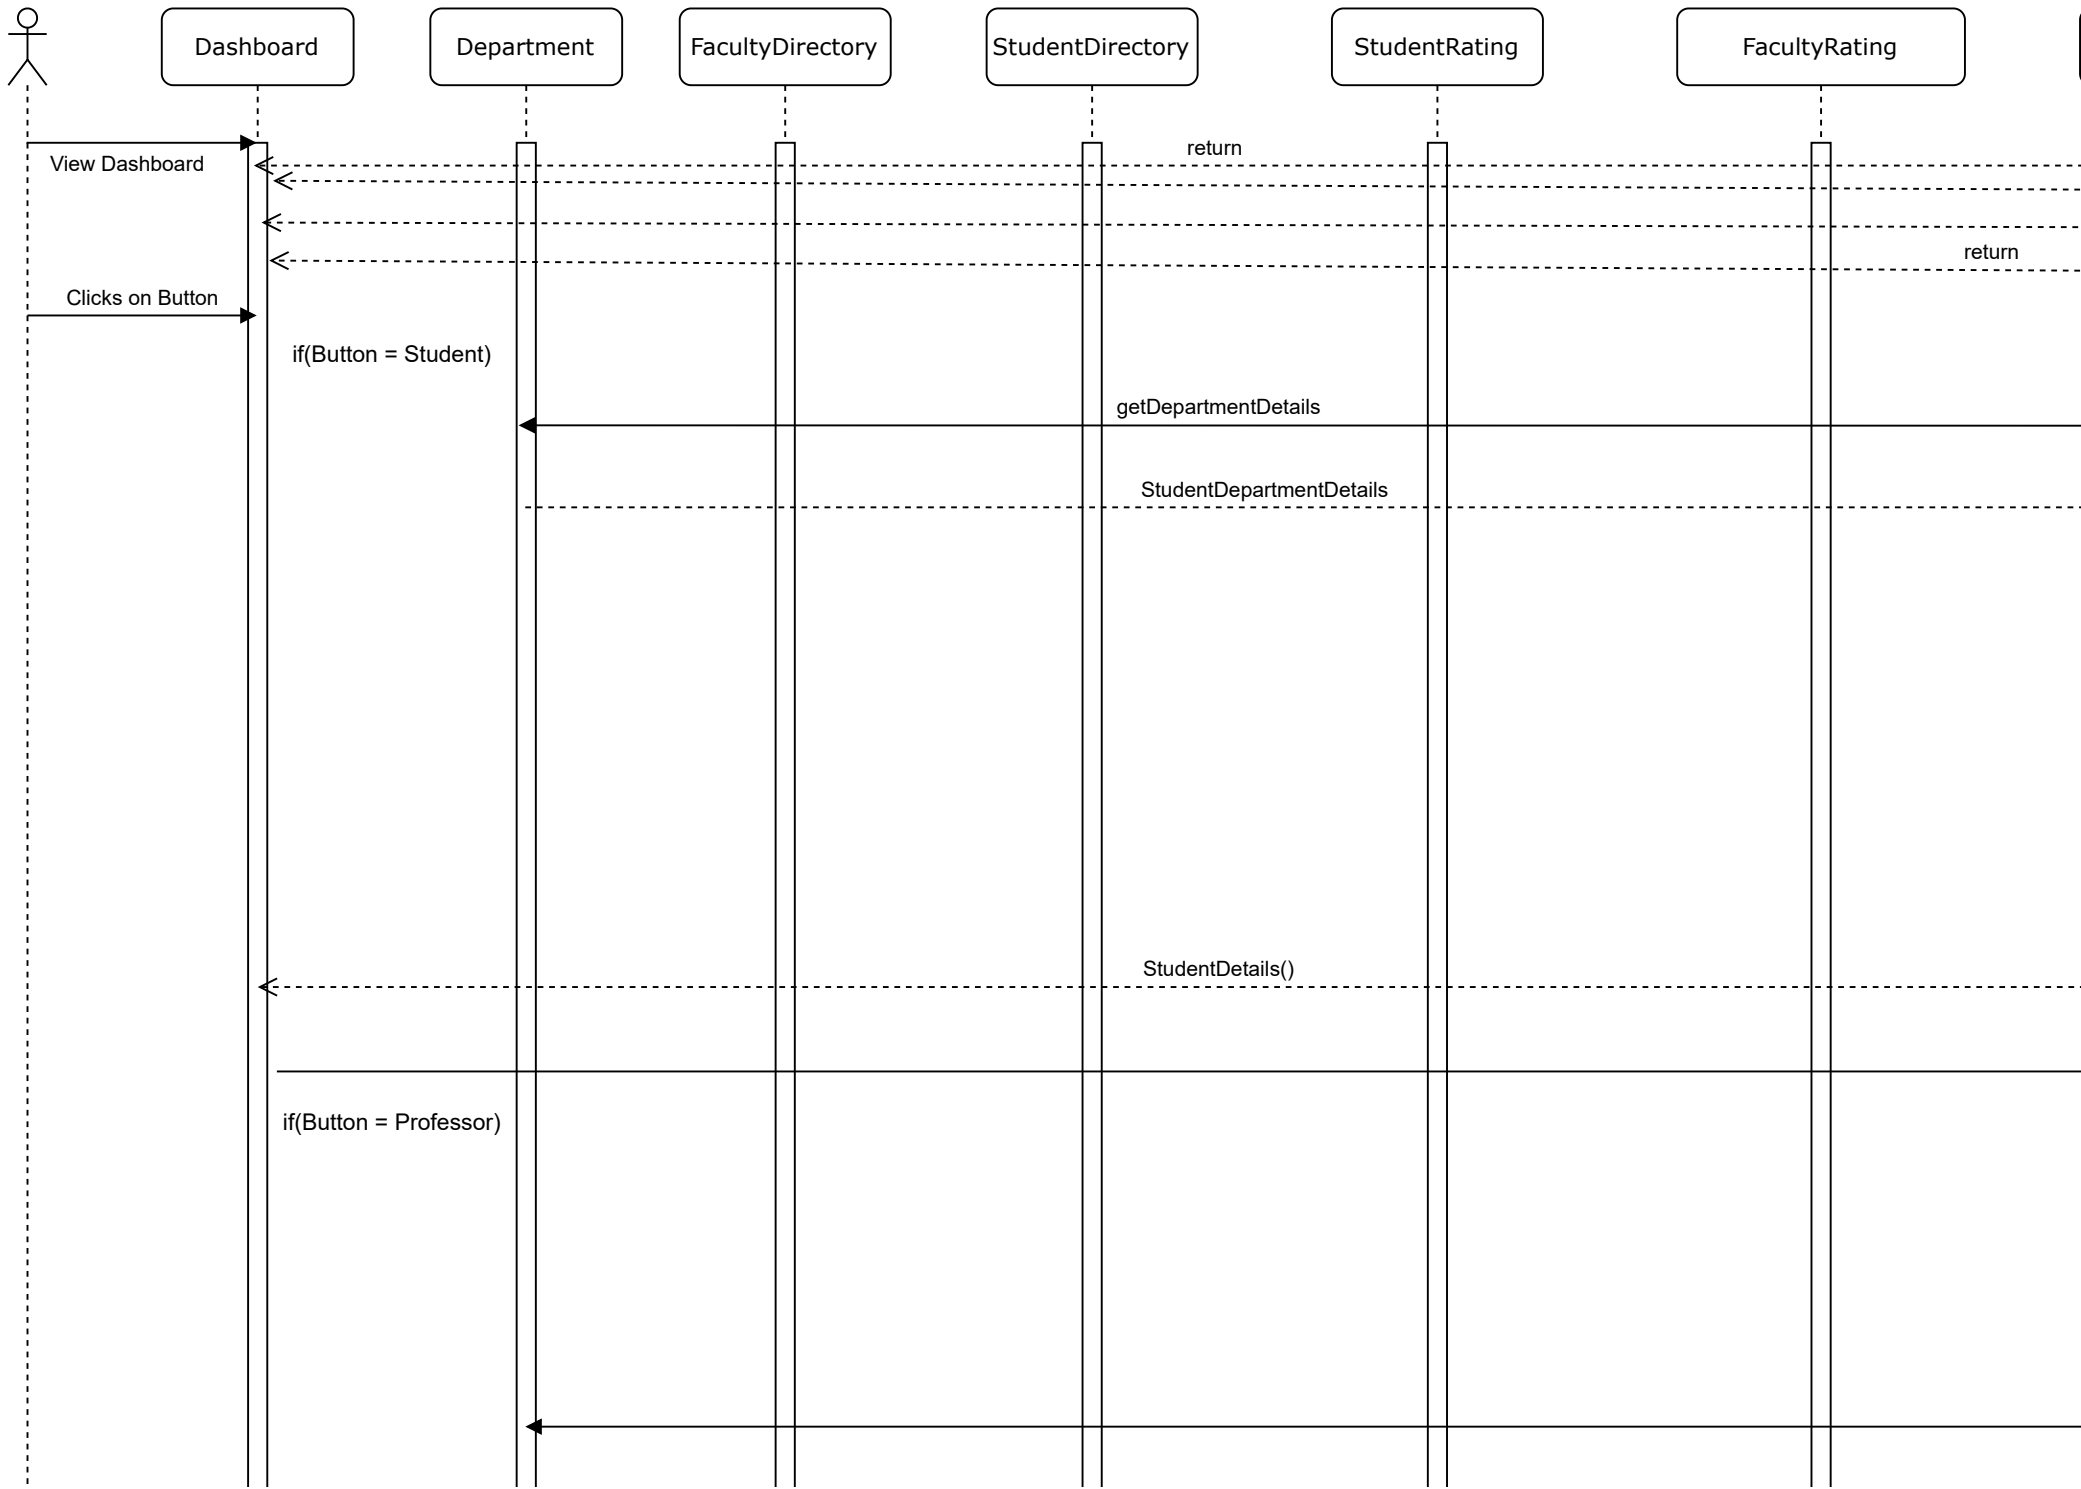 Dashboard
Department
FacultyDirectory
StudentDirectory
StudentRating
FacultyRating
return
View Dashboard
return
Clicks on Button
if(Button = Student)
getDepartmentDetails
StudentDepartmentDetails
StudentDetails()
if(Button = Professor)